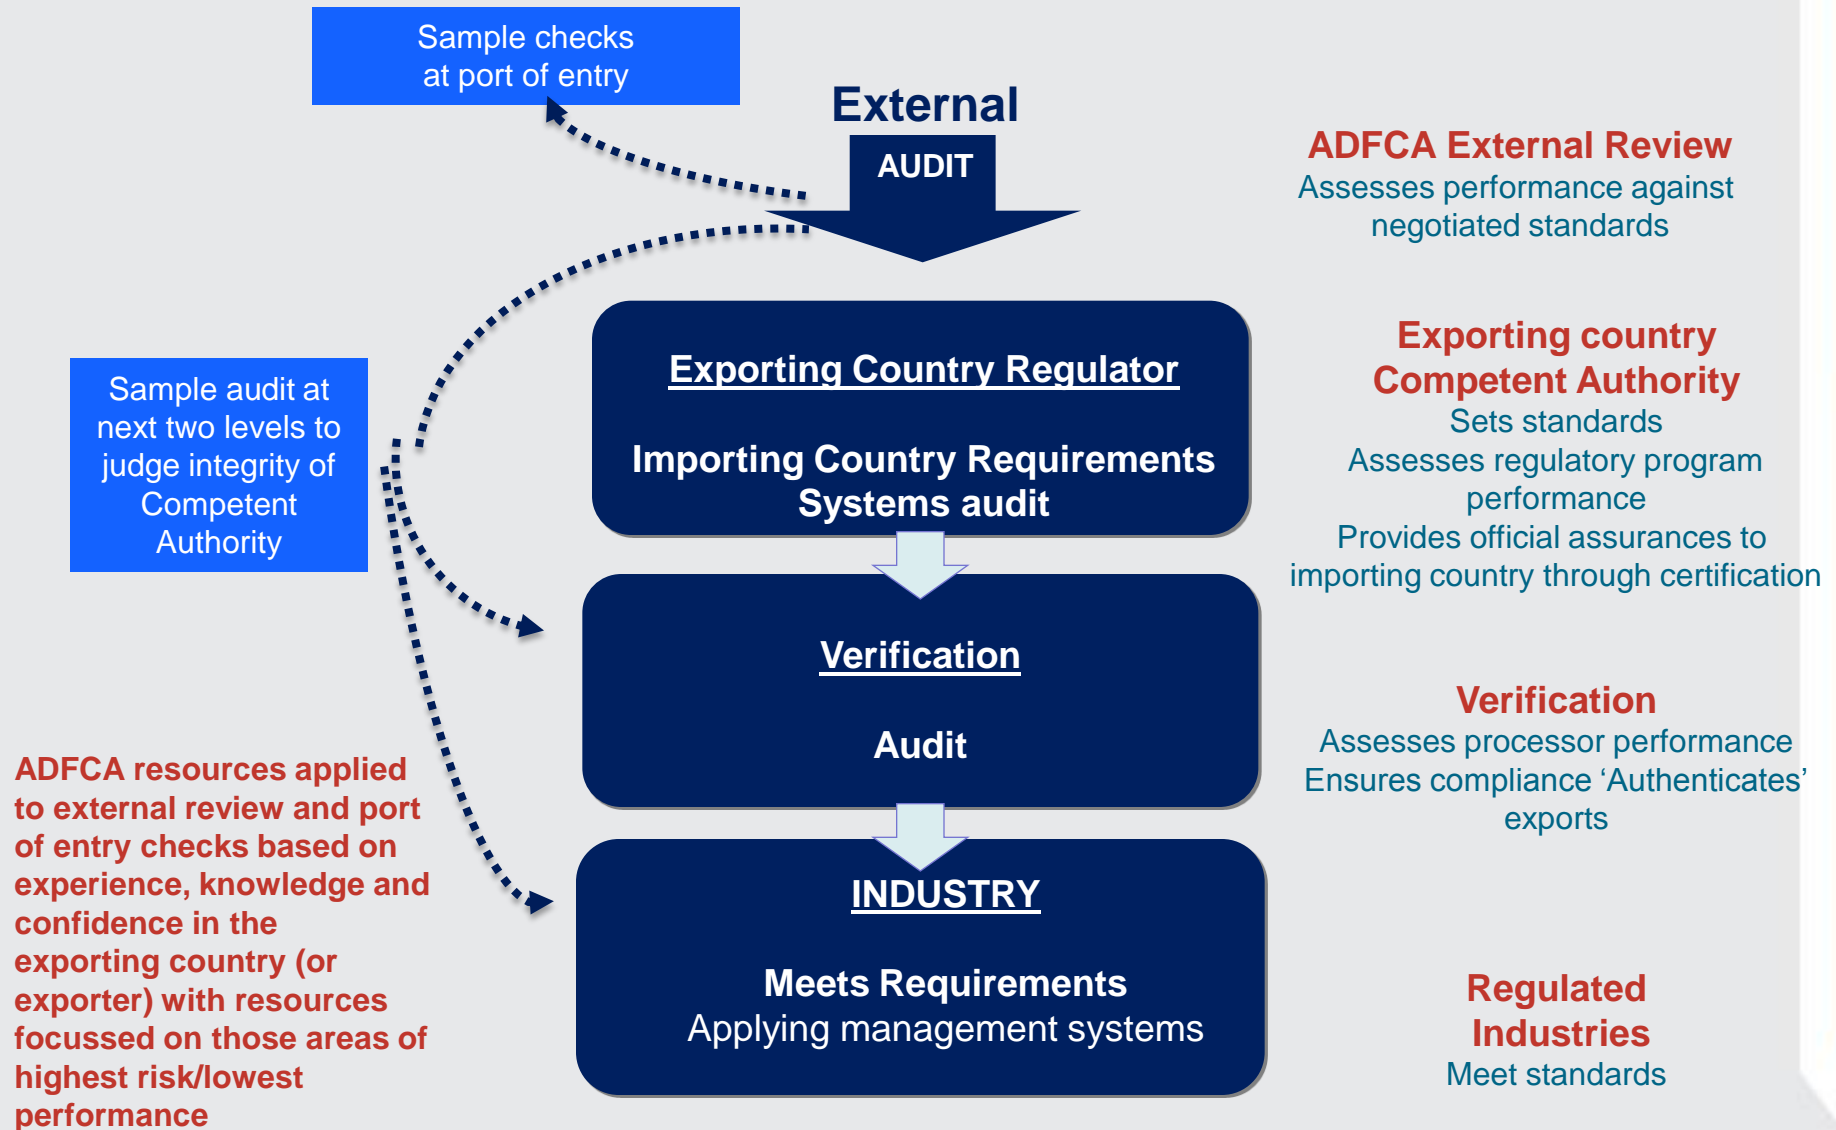 Sample checks
at port of entry
External
AUDIT
ADFCA External Review
Assesses performance against
negotiated standards
Sample audit at
next two levels to
judge integrity of
Competent
Authority
Exporting Country Regulator
Importing Country Requirements
Systems audit
Exporting country
Competent Authority
Sets standards
Assesses regulatory program
performance
Provides official assurances to
importing country through certification
Verification
Audit
Verification
Assesses processor performance
Ensures compliance ‘Authenticates’
exports
ADFCA resources applied
to external review and port
of entry checks based on
experience, knowledge and
confidence in the
exporting country (or
exporter) with resources
focussed on those areas of
highest risk/lowest
performance
INDUSTRY
Meets Requirements
Applying management systems
Regulated
Industries
Meet standards